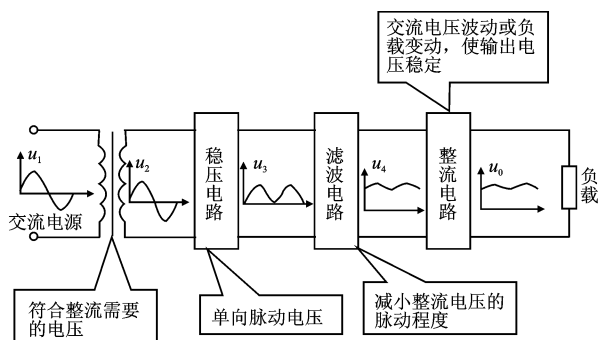 交流电压波动或负
载变动，使输出电
压稳定
u1
交流电源
u2
稳压电路
u3
滤波电路
u4
整流电路
u0
负载
符合整流需要
的电压
单向脉动电压
减小整流电压的
脉动程度